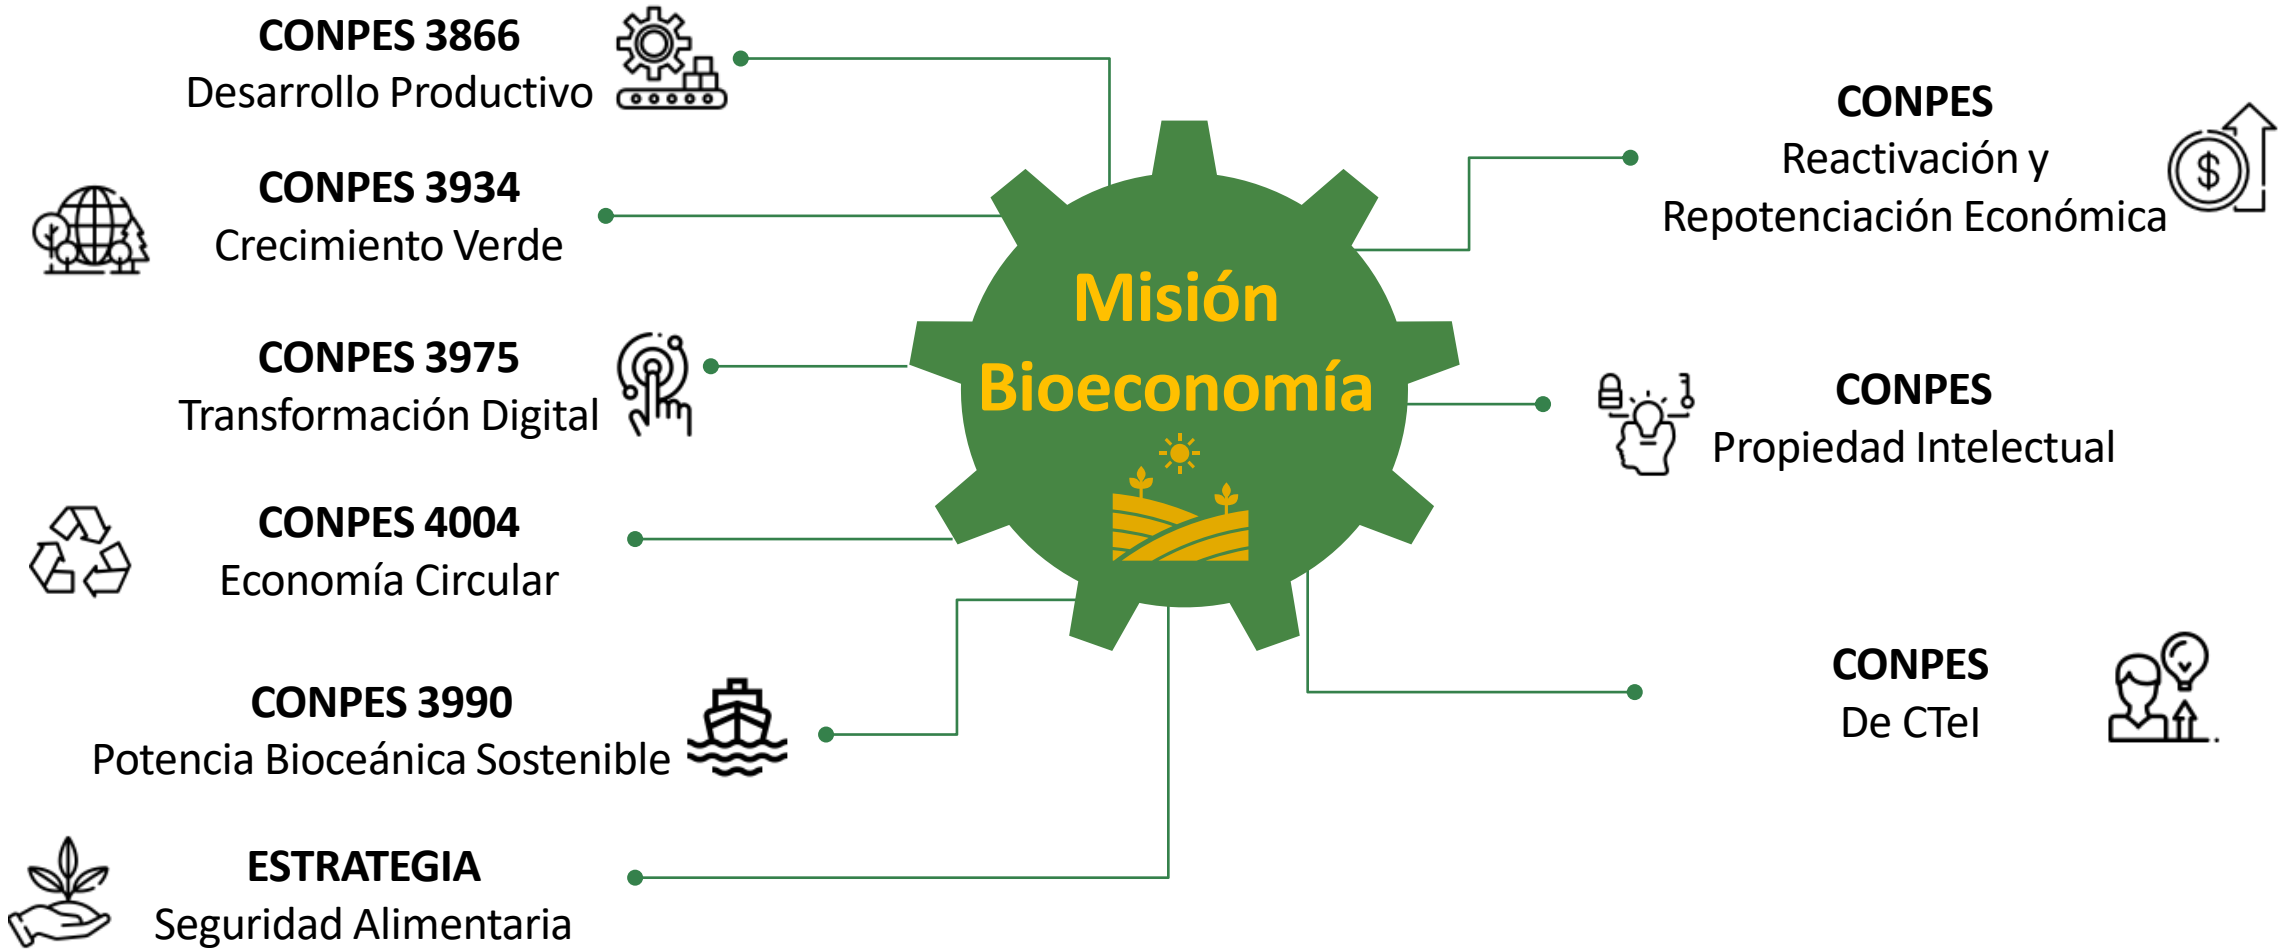 CONPES 3866
Desarrollo Productivo
CONPES 3934
Crecimiento Verde
CONPES 3975
Transformación Digital
CONPES 4004
Economía Circular
CONPES 3990
Potencia Bioceánica Sostenible
ESTRATEGIA
Seguridad Alimentaria
Misión
Bioeconomía
CONPES
Reactivación y
Repotenciación Económica
$
CONPES
Propiedad Intelectual
CONPES
De CTeI